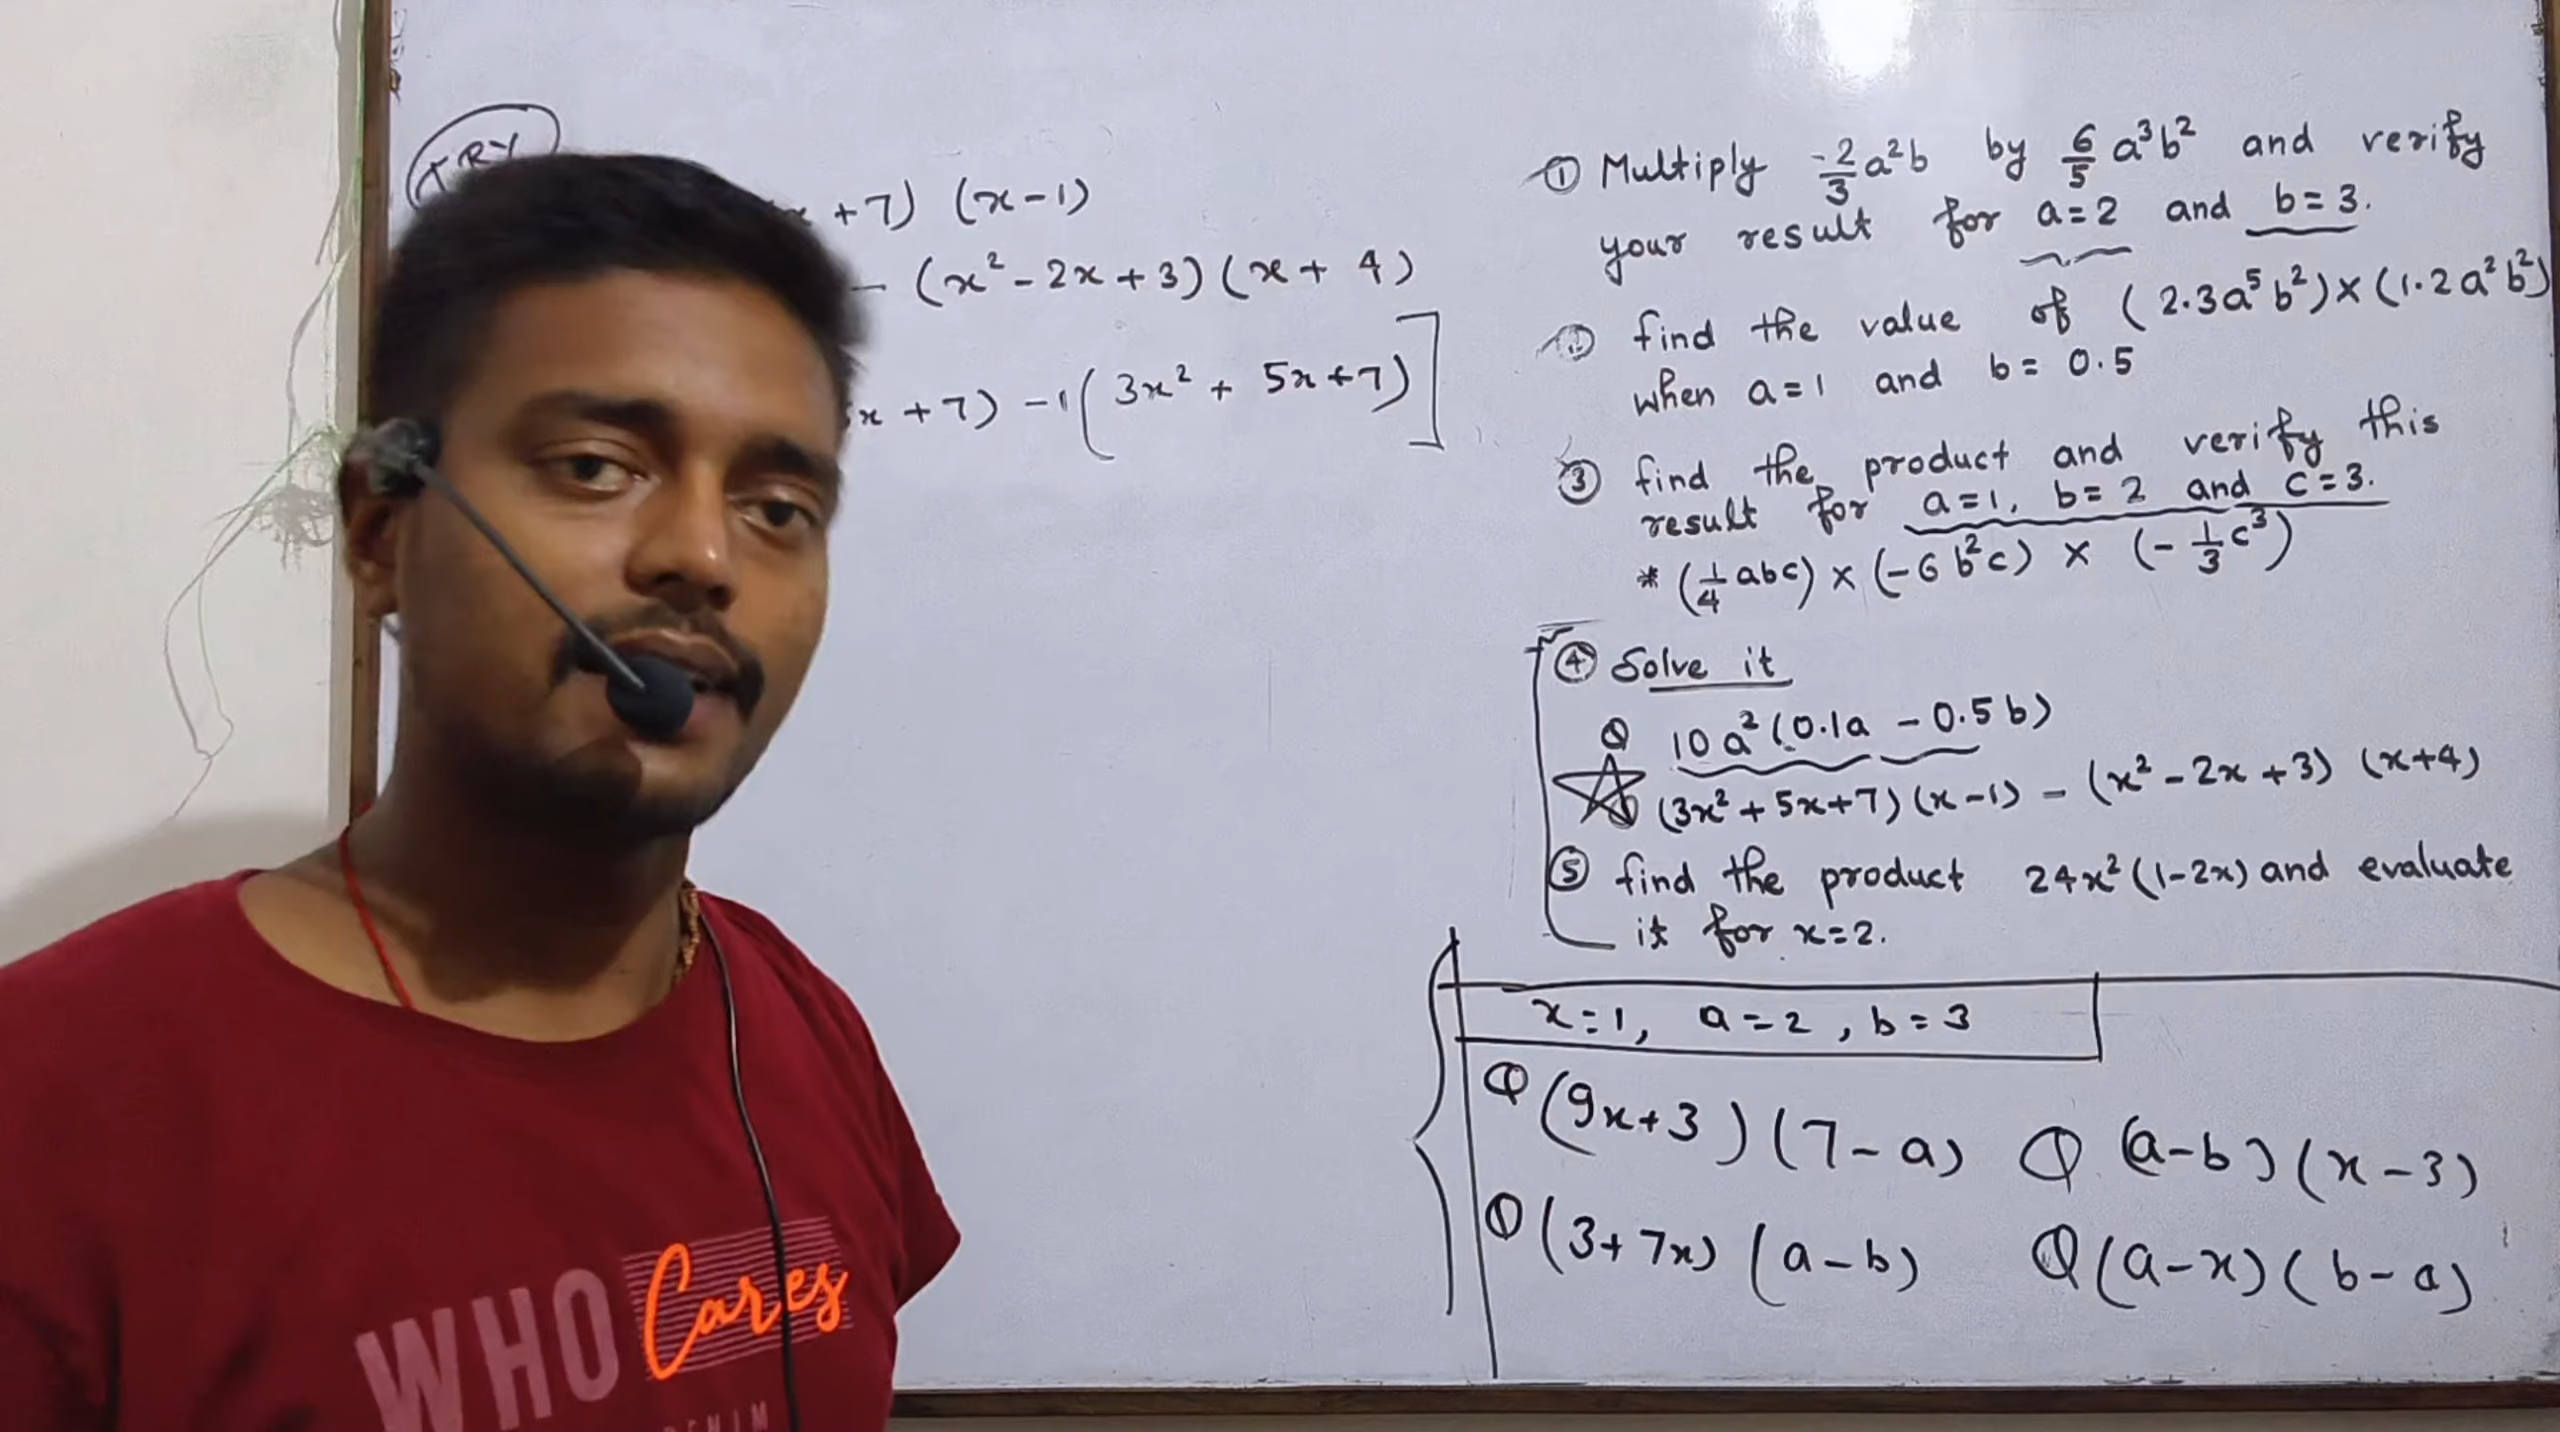 TRY
x + 7) (x - 1)
- (x² - 2x + 3) (x + 4)
x + 7) - 1 (3x² + 5x + 7)]
① Multiply -2/3 a²b by 6/5 a³b² and verify
your result for a = 2 and b = 3.
find the value of (2.3a⁵b²) × (1.2a²b²)
when a = 1 and b = 0.5
③ find the product and verify this
result for a = 1, b = 2 and c = 3.
* (1/4 abc) × (-6b²c) × (-1/3 c³)
④ Solve it
10a² (0.1a - 0.5b)
(3x² + 5x + 7) (x - 1) - (x² - 2x + 3) (x + 4)
⑤ find the product 24x² (1 - 2x) and evaluate
it for x = 2.
x = 1, a = 2, b = 3
Q (9x + 3) (7 - a) Q (a - b) (x - 3)
Q (3 + 7x) (a - b) Q (a - x) (b - a)
WHO Cares
ENIM